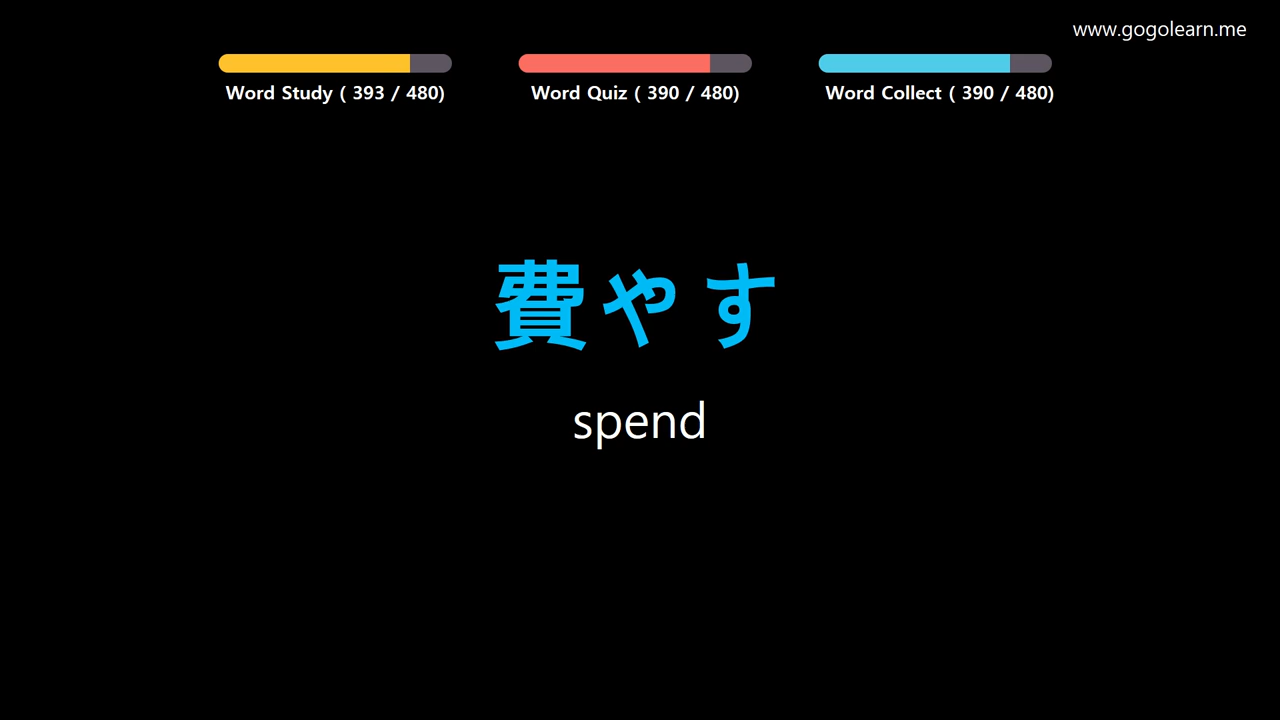 www.gogolearn.me
Word Study ( 393 / 480)
Word Quiz ( 390 / 480)
Word Collect ( 390 / 480)
費やす
spend